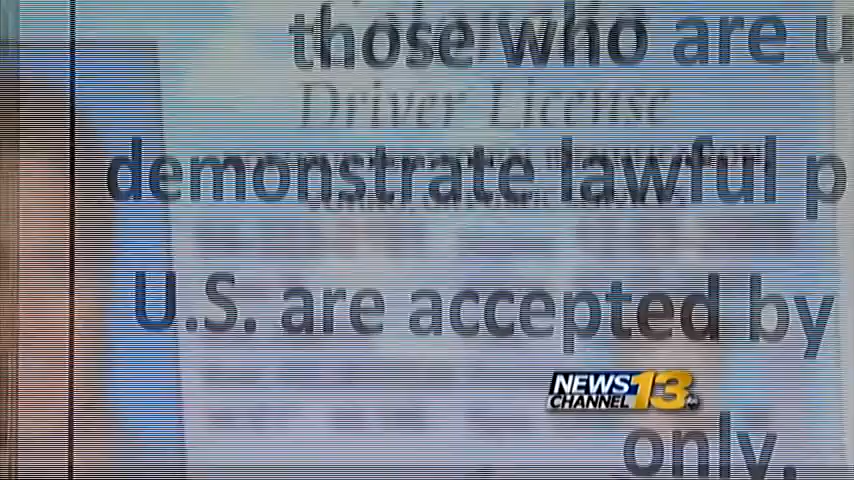 those who are u
Driver License
demonstrate lawful p
U.S. are accepted by
NEWS 13
CHANNEL
only.